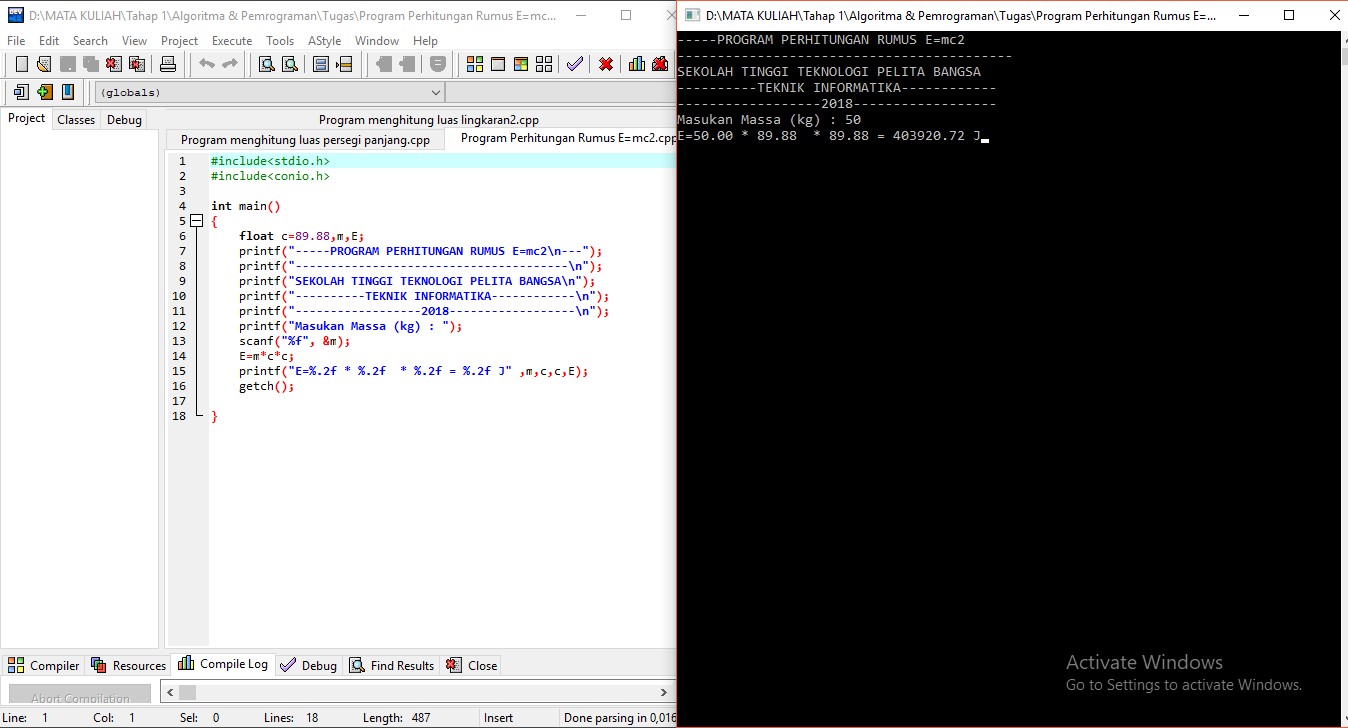 D:\MATA KULIAH\Tahap 1\Algoritma & Pemrograman\Tugas\Program Perhitungan Rumus E=mc...
File Edit Search View Project Execute Tools AStyle Window Help
(globals)
Project Classes Debug
Program menghitung luas lingkaran2.cpp
Program menghitung luas persegi panjang.cpp
Program Perhitungan Rumus E=mc2.cpp
1 #include<stdio.h>
2 #include<conio.h>
3
4 int main()
5 {
6 float c=89.88,m,E;
7 printf("-----PROGRAM PERHITUNGAN RUMUS E=mc2\n---");
8 printf("---------------------------------------\n");
9 printf("SEKOLAH TINGGI TEKNOLOGI PELITA BANGSA\n");
10 printf("----------TEKNIK INFORMATIKA------------\n");
11 printf("------------------2018------------------\n");
12 printf("Masukan Massa (kg) : ");
13 scanf("%f", &m);
14 E=m*c*c;
15 printf("E=%.2f * %.2f  * %.2f = %.2f J" ,m,c,c,E);
16 getch();
17
18 }
Compiler Resources Compile Log Debug Find Results Close
Abort Compilation
Line: 1 Col: 1 Sel: 0 Lines: 18 Length: 487 Insert Done parsing in 0,016
D:\MATA KULIAH\Tahap 1\Algoritma & Pemrograman\Tugas\Program Perhitungan Rumus E=...
-----PROGRAM PERHITUNGAN RUMUS E=mc2
------------------------------------------
SEKOLAH TINGGI TEKNOLOGI PELITA BANGSA
----------TEKNIK INFORMATIKA------------
------------------2018------------------
Masukan Massa (kg) : 50
E=50.00 * 89.88  * 89.88 = 403920.72 J
Activate Windows
Go to Settings to activate Windows.